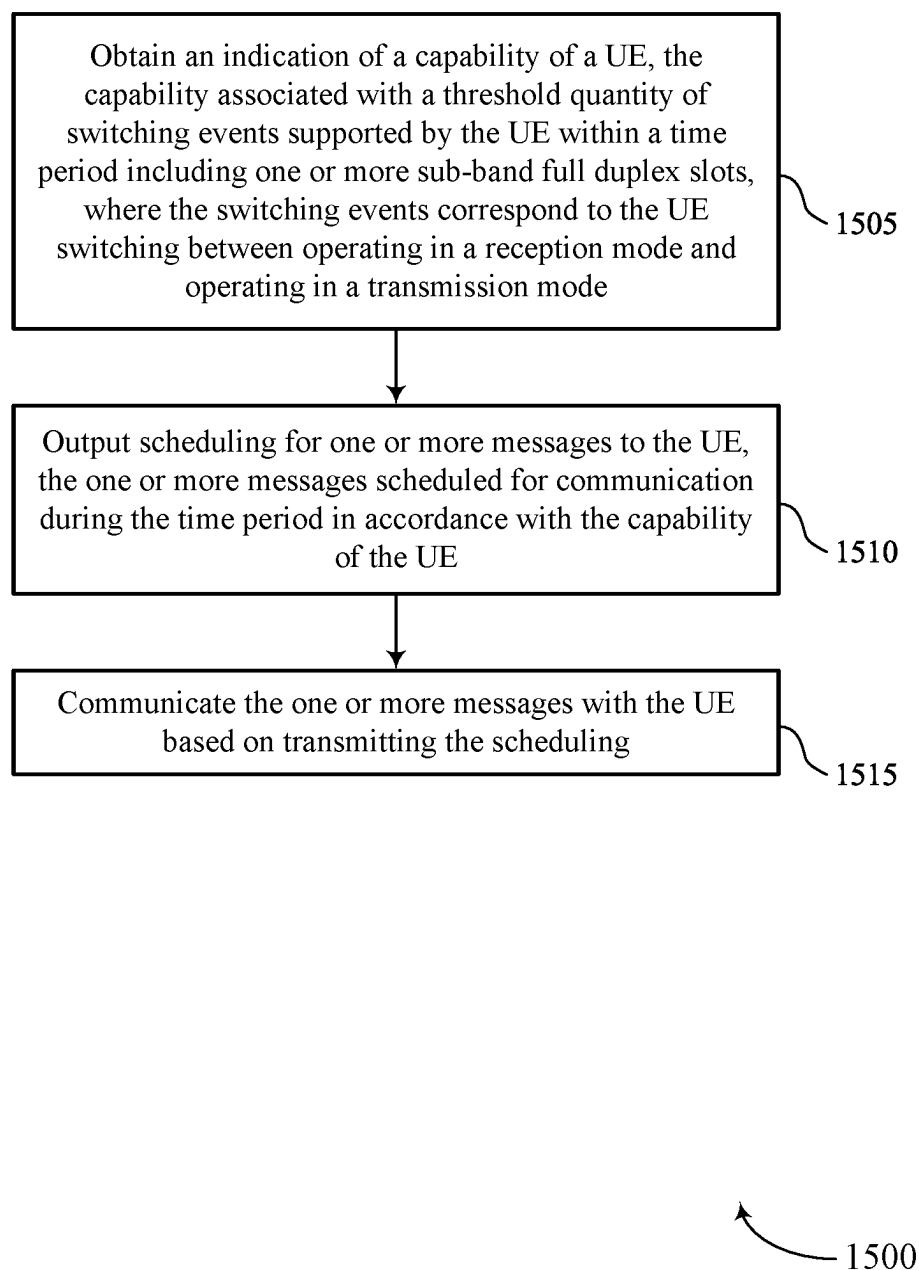 Obtain an indication of a capability of a UE, the
capability associated with a threshold quantity of
switching events supported by the UE within a time
period including one or more sub-band full duplex slots,
where the switching events correspond to the UE
switching between operating in a reception mode and
operating in a transmission mode
1505
Output scheduling for one or more messages to the UE,
the one or more messages scheduled for communication
during the time period in accordance with the capability
of the UE
1510
Communicate the one or more messages with the UE
based on transmitting the scheduling
1515
1500